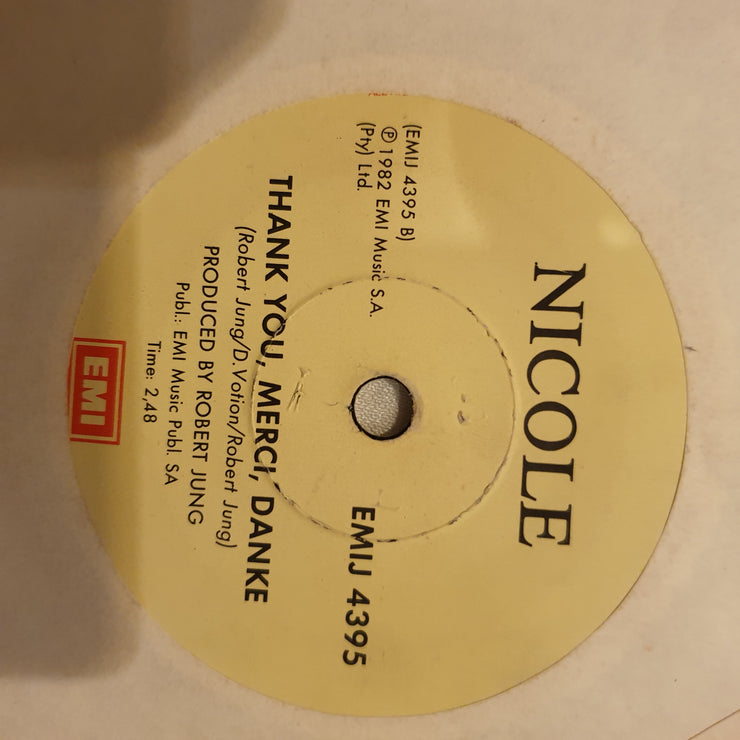 NICOLE
(EMIJ 4395 B)
℗ 1982 EMI Music S.A.
(Pty) Ltd.
EMIJ 4395
THANK YOU, MERCI, DANKE
(Robert Jung/D.Votion/Robert Jung)
PRODUCED BY ROBERT JUNG
Publ.: EMI Music Publ. SA
Time: 2,48
EMI